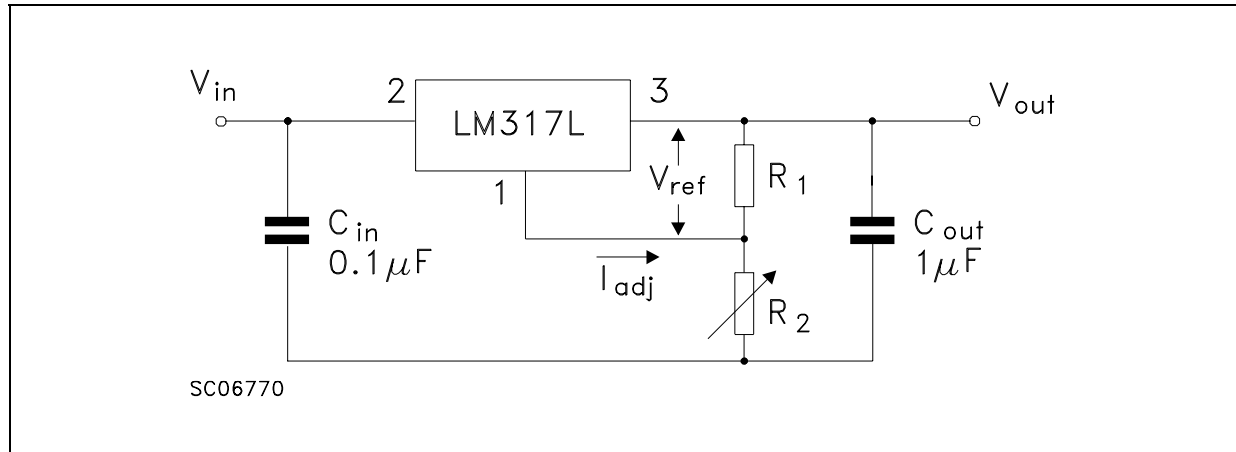 Vin
2
LM317L
3
Vout
1
Vref
R1
Cin
0.1μF
Iadj
R2
Cout
1μF
SC06770